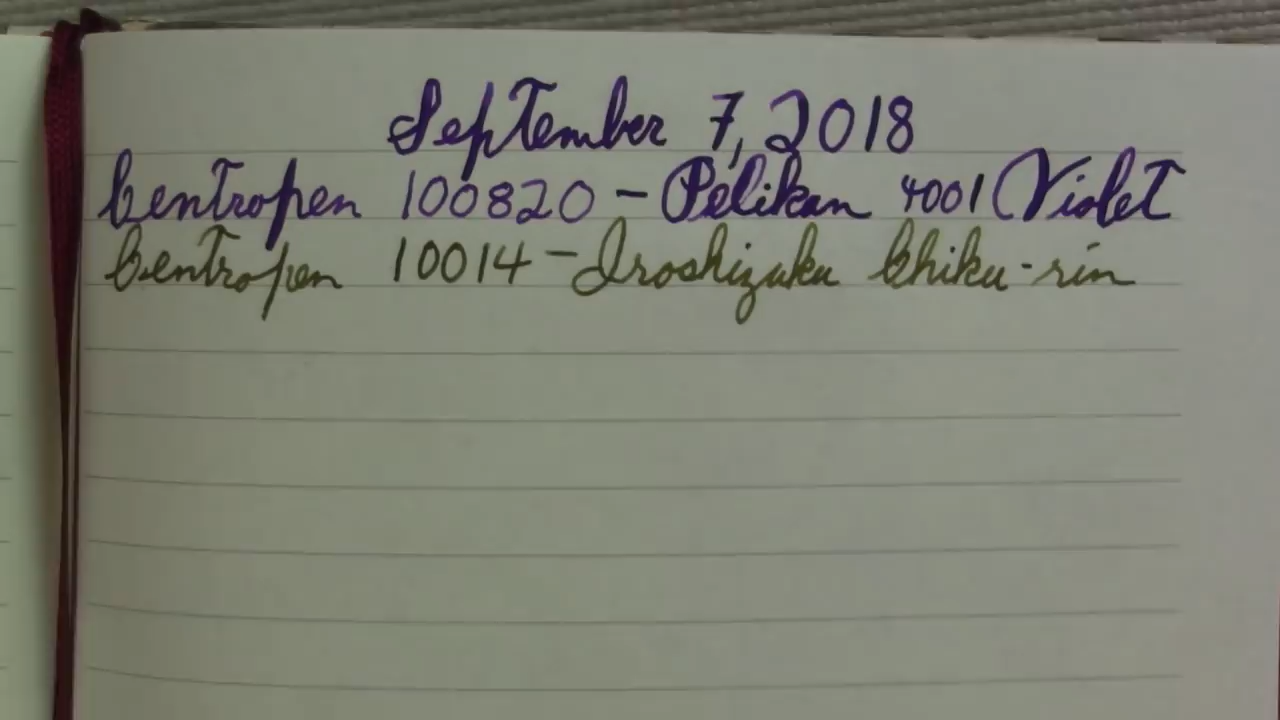 September 7, 2018
Centropen 100820 - Pelikan 4001 Violet
Centropen 10014 - Iroshizuku Chiku-rin